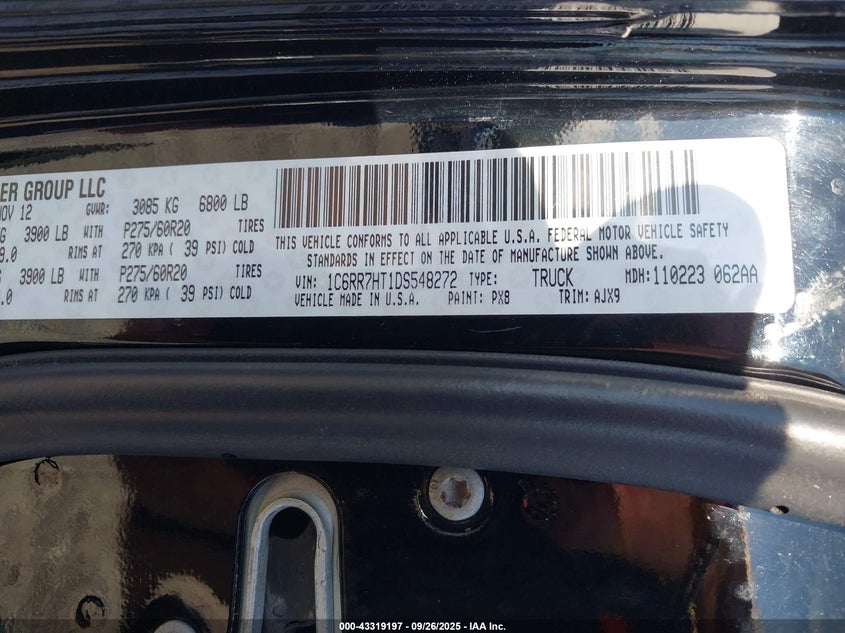 ER GROUP LLC
NOV 12 GVWR: 3085 KG 6800 LB
KG 3900 LB WITH P275/60R20 TIRES
9.0 RIMS AT 270 KPA ( 39 PSI) COLD
G 3900 LB WITH P275/60R20 TIRES
.0 RIMS AT 270 KPA ( 39 PSI) COLD
THIS VEHICLE CONFORMS TO ALL APPLICABLE U.S.A. FEDERAL MOTOR VEHICLE SAFETY
STANDARDS IN EFFECT ON THE DATE OF MANUFACTURE SHOWN ABOVE.
VIN: 1C6RR7HT1DS548272 TYPE: TRUCK MDH: 110223 062AA
VEHICLE MADE IN U.S.A. PAINT: PX8 TRIM: AJX9
000-43319197 - 09/26/2025 - IAA Inc.